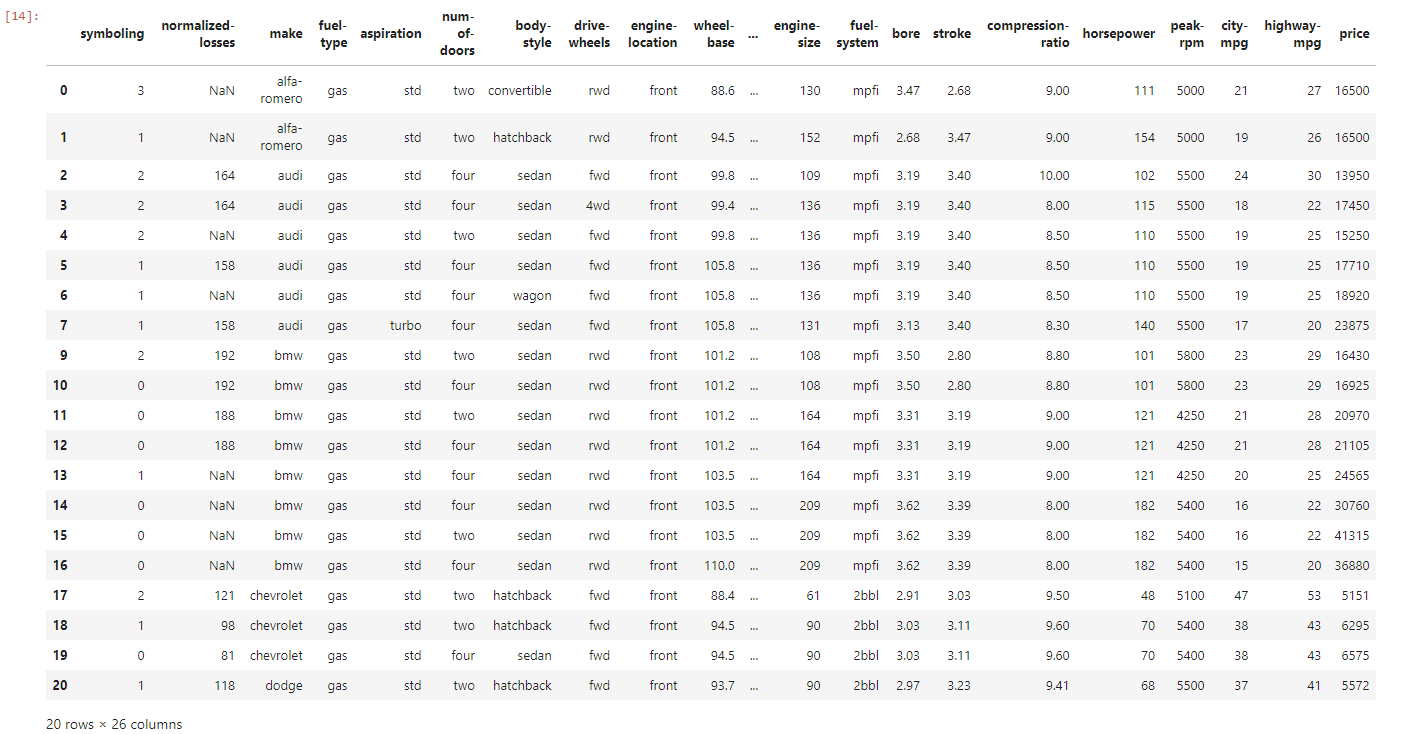 [14]:
symboling normalized-losses make fuel-type aspiration num-of-doors body-style drive-wheels engine-location wheel-base ... engine-size fuel-system bore stroke compression-ratio horsepower peak-rpm city-mpg highway-mpg price
0 3 NaN alfa-romero gas std two convertible rwd front 88.6 ... 130 mpfi 3.47 2.68 9.00 111 5000 21 27 16500
1 1 NaN alfa-romero gas std two hatchback rwd front 94.5 ... 152 mpfi 2.68 3.47 9.00 154 5000 19 26 16500
2 2 164 audi gas std four sedan fwd front 99.8 ... 109 mpfi 3.19 3.40 10.00 102 5500 24 30 13950
3 2 164 audi gas std four sedan 4wd front 99.4 ... 136 mpfi 3.19 3.40 8.00 115 5500 18 22 17450
4 2 NaN audi gas std two sedan fwd front 99.8 ... 136 mpfi 3.19 3.40 8.50 110 5500 19 25 15250
5 1 158 audi gas std four sedan fwd front 105.8 ... 136 mpfi 3.19 3.40 8.50 110 5500 19 25 17710
6 1 NaN audi gas std four wagon fwd front 105.8 ... 136 mpfi 3.19 3.40 8.50 110 5500 19 25 18920
7 1 158 audi gas turbo four sedan fwd front 105.8 ... 131 mpfi 3.13 3.40 8.30 140 5500 17 20 23875
9 2 192 bmw gas std two sedan rwd front 101.2 ... 108 mpfi 3.50 2.80 8.80 101 5800 23 29 16430
10 0 192 bmw gas std four sedan rwd front 101.2 ... 108 mpfi 3.50 2.80 8.80 101 5800 23 29 16925
11 0 188 bmw gas std two sedan rwd front 101.2 ... 164 mpfi 3.31 3.19 9.00 121 4250 21 28 20970
12 0 188 bmw gas std four sedan rwd front 101.2 ... 164 mpfi 3.31 3.19 9.00 121 4250 21 28 21105
13 1 NaN bmw gas std four sedan rwd front 103.5 ... 164 mpfi 3.31 3.19 9.00 121 4250 20 25 24565
14 0 NaN bmw gas std four sedan rwd front 103.5 ... 209 mpfi 3.62 3.39 8.00 182 5400 16 22 30760
15 0 NaN bmw gas std two sedan rwd front 103.5 ... 209 mpfi 3.62 3.39 8.00 182 5400 16 22 41315
16 0 NaN bmw gas std four sedan rwd front 110.0 ... 209 mpfi 3.62 3.39 8.00 182 5400 15 20 36880
17 2 121 chevrolet gas std two hatchback fwd front 88.4 ... 61 2bbl 2.91 3.03 9.50 48 5100 47 53 5151
18 1 98 chevrolet gas std two hatchback fwd front 94.5 ... 90 2bbl 3.03 3.11 9.60 70 5400 38 43 6295
19 0 81 chevrolet gas std four sedan fwd front 94.5 ... 90 2bbl 3.03 3.11 9.60 70 5400 38 43 6575
20 1 118 dodge gas std two hatchback fwd front 93.7 ... 90 2bbl 2.97 3.23 9.41 68 5500 37 41 5572
20 rows × 26 columns